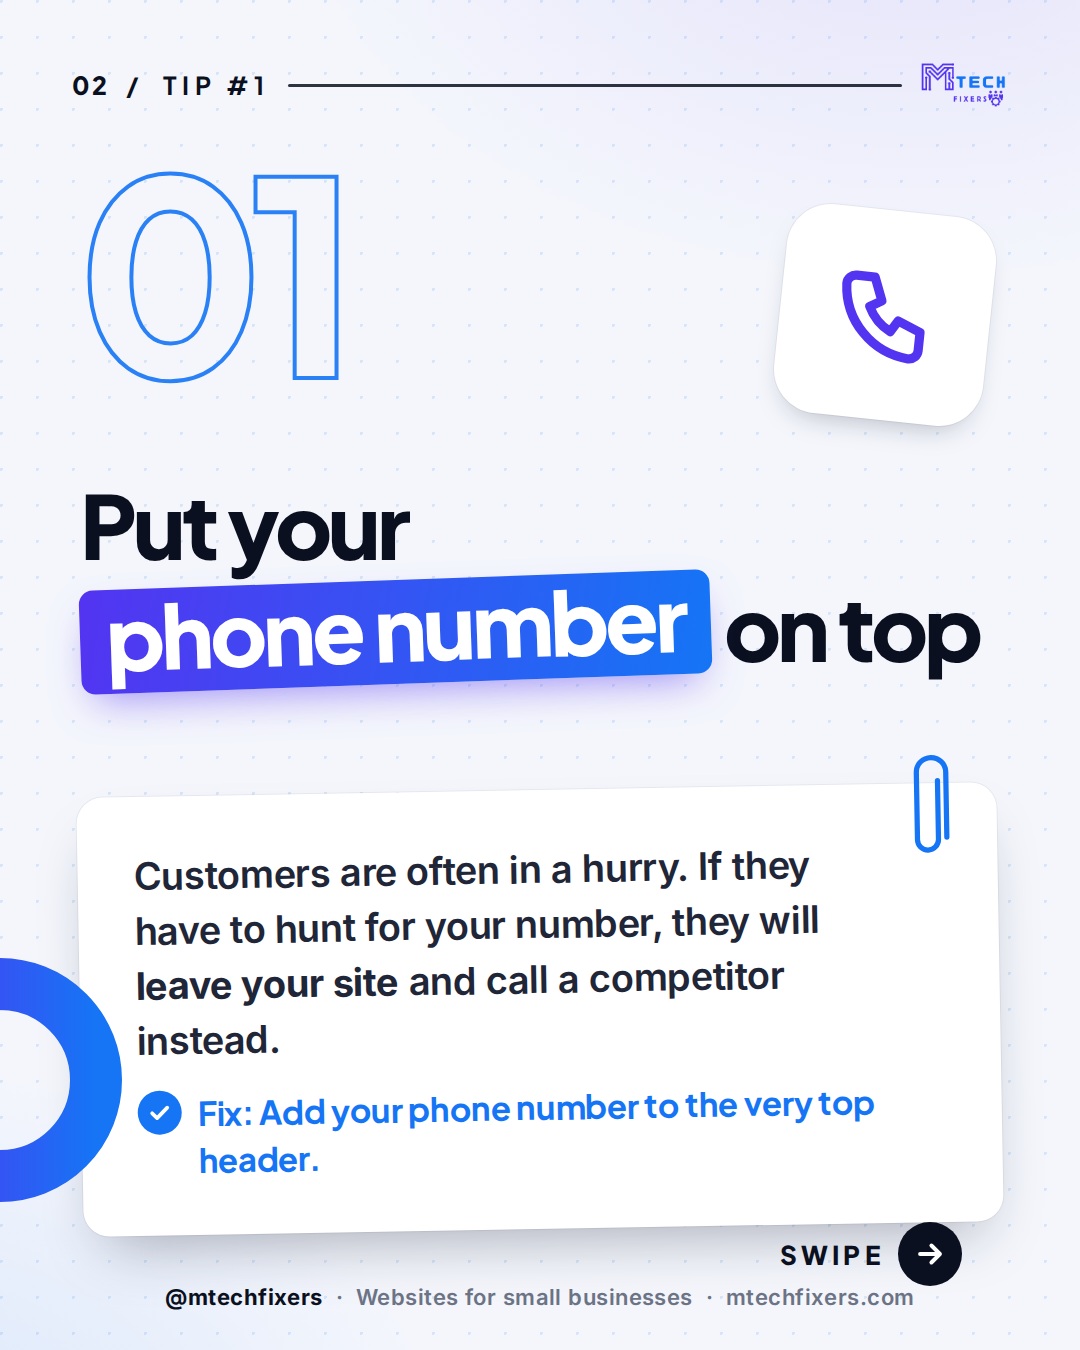 02 / TIP #1
MTECH
FIXERS
01
Put your
phone number on top
Customers are often in a hurry. If they
have to hunt for your number, they will
leave your site and call a competitor
instead.
Fix: Add your phone number to the very top
header.
SWIPE
@mtechfixers · Websites for small businesses · mtechfixers.com